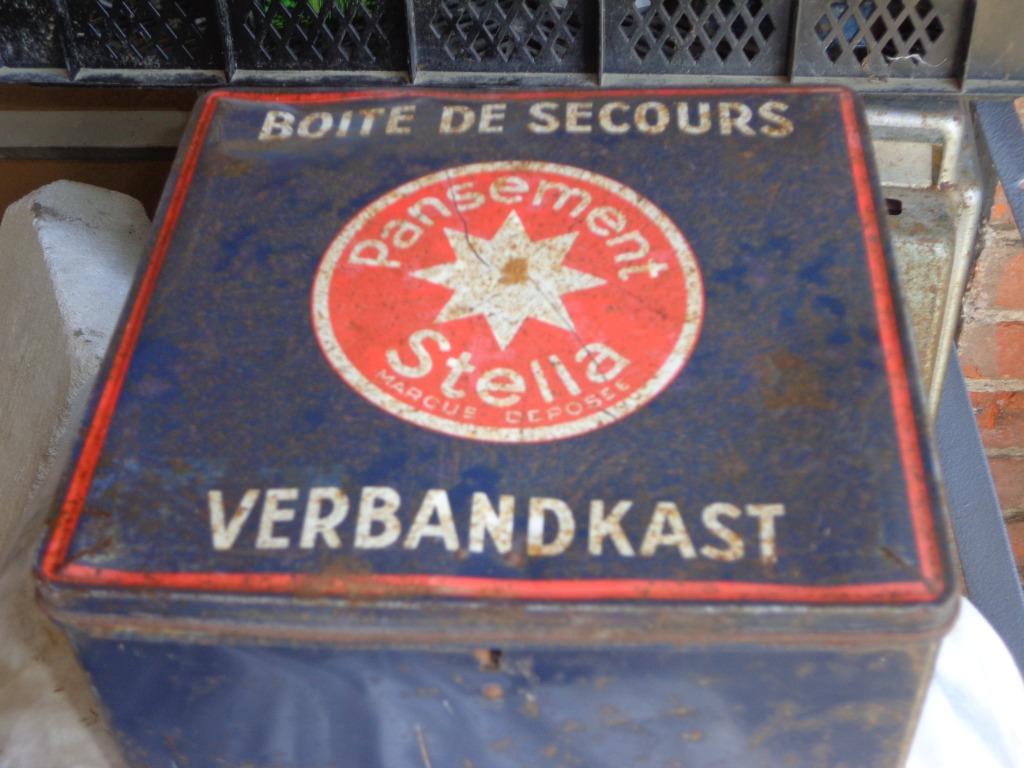 BOITE DE SECOURS
Pansement
Stella
MARQUE DEPOSEE
VERBANDKAST